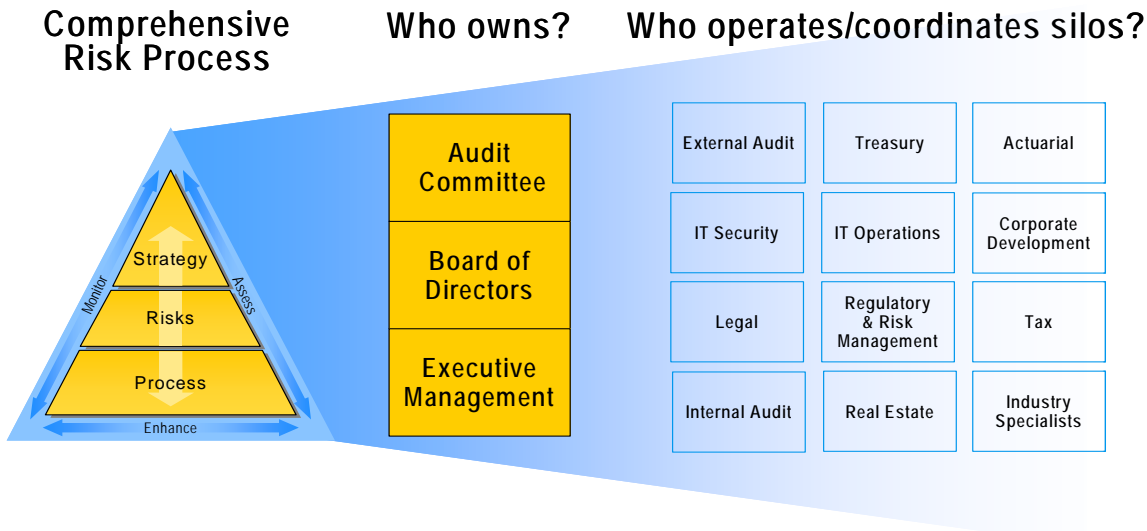 Comprehensive
Risk Process
Who owns?
Who operates/coordinates silos?
Strategy
Risks
Process
Monitor
Assess
Enhance
Audit
Committee
Board of
Directors
Executive
Management
External Audit
Treasury
Actuarial
IT Security
IT Operations
Corporate
Development
Legal
Regulatory
& Risk
Management
Tax
Internal Audit
Real Estate
Industry
Specialists